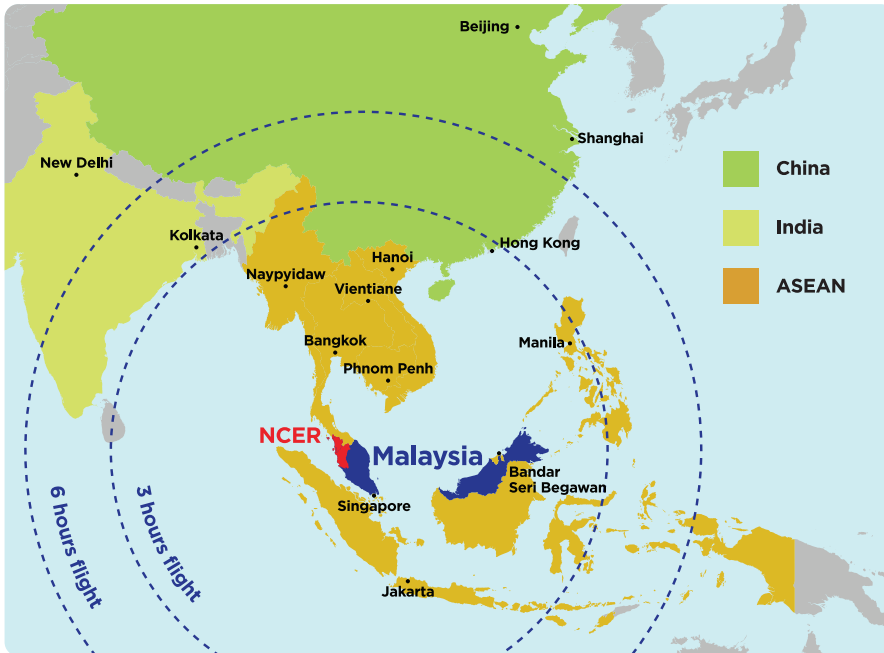 Beijing
Shanghai
New Delhi
China
Kolkata
India
Hong Kong
Hanoi
Naypyidaw
Vientiane
ASEAN
Bangkok
Manila
Phnom Penh
NCER
Malaysia
Bandar
Seri Begawan
Singapore
6 hours flight
3 hours flight
Jakarta